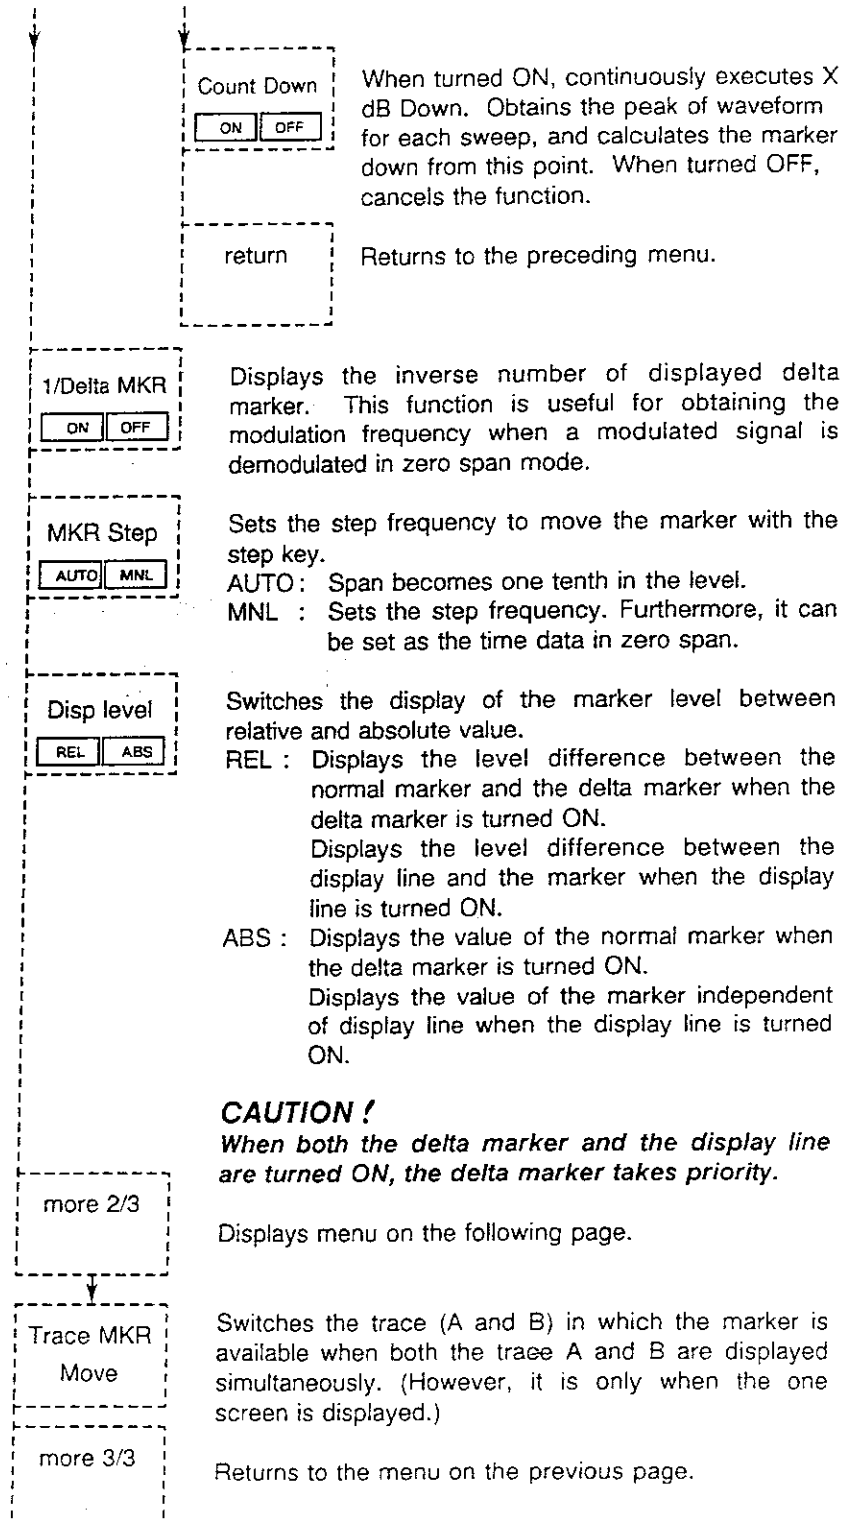 Count Down
ON OFF
When turned ON, continuously executes X
dB Down. Obtains the peak of waveform
for each sweep, and calculates the marker
down from this point. When turned OFF,
cancels the function.
return
Returns to the preceding menu.
1/Delta MKR
ON OFF
Displays the inverse number of displayed delta
marker. This function is useful for obtaining the
modulation frequency when a modulated signal is
demodulated in zero span mode.
MKR Step
AUTO MNL
Sets the step frequency to move the marker with the
step key.
AUTO : Span becomes one tenth in the level.
MNL : Sets the step frequency. Furthermore, it can
be set as the time data in zero span.
Disp level
REL ABS
Switches the display of the marker level between
relative and absolute value.
REL : Displays the level difference between the
normal marker and the delta marker when the
delta marker is turned ON.
Displays the level difference between the
display line and the marker when the display
line is turned ON.
ABS : Displays the value of the normal marker when
the delta marker is turned ON.
Displays the value of the marker independent
of display line when the display line is turned
ON.
CAUTION !
When both the delta marker and the display line
are turned ON, the delta marker takes priority.
more 2/3
Displays menu on the following page.
Trace MKR
Move
Switches the trace (A and B) in which the marker is
available when both the trace A and B are displayed
simultaneously. (However, it is only when the one
screen is displayed.)
more 3/3
Returns to the menu on the previous page.